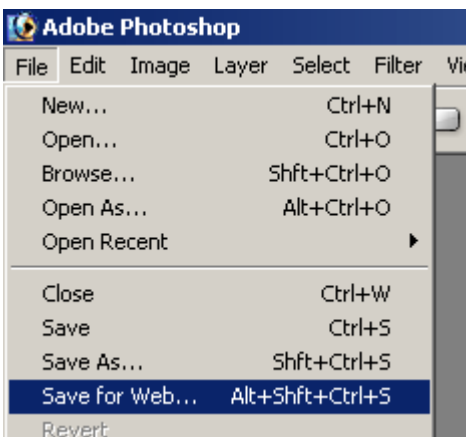 Adobe Photoshop
File Edit Image Layer Select Filter Vi
New... Ctrl+N
Open... Ctrl+O
Browse... Shft+Ctrl+O
Open As... Alt+Ctrl+O
Open Recent
Close Ctrl+W
Save Ctrl+S
Save As... Shft+Ctrl+S
Save for Web... Alt+Shft+Ctrl+S
Revert